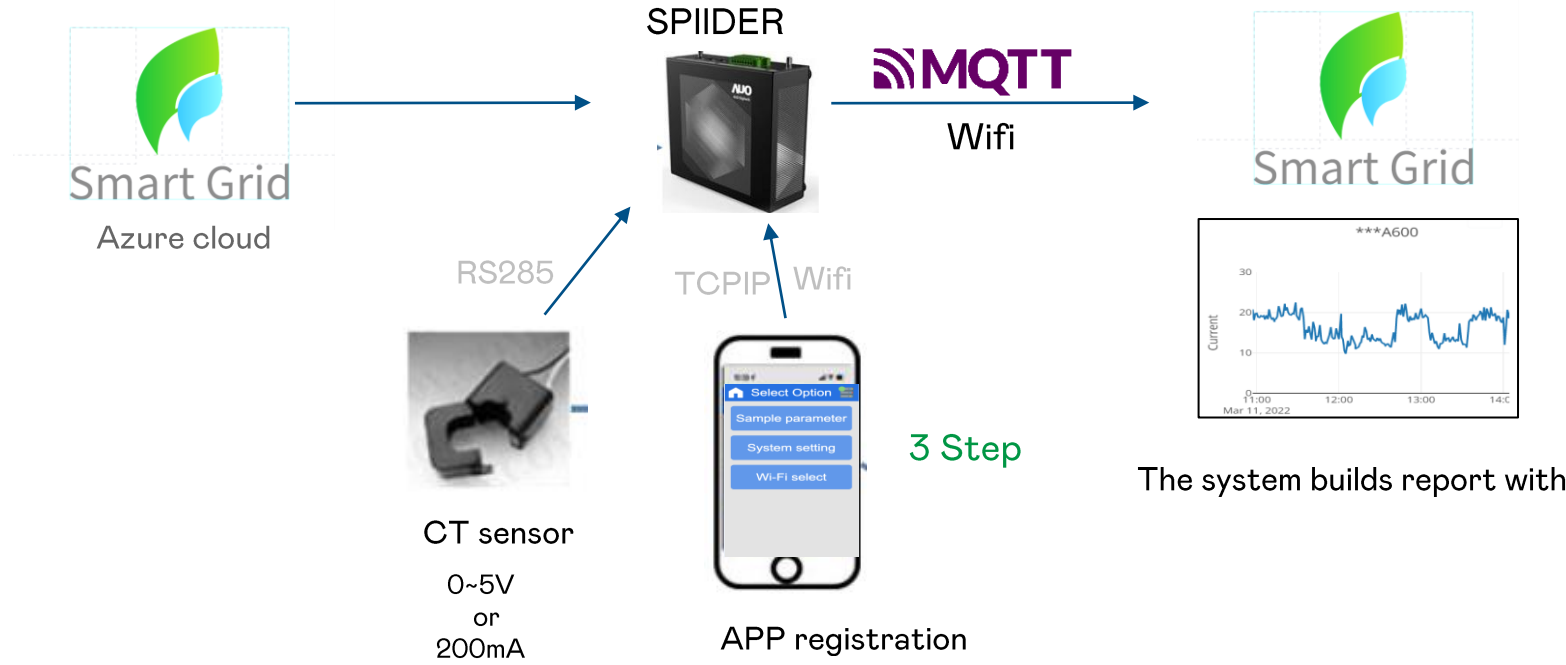 SPIIDER
MQTT
Wifi
Smart Grid
Azure cloud
AUO
Smart Grid
RS285
TCPIP
Wifi
***A600
30
20
10
0
Current
11:00
12:00
13:00
14:0
Mar 11, 2022
Select Option
Sample parameter
System setting
Wi-Fi select
3 Step
The system builds report with
CT sensor
0~5V
or
200mA
APP registration